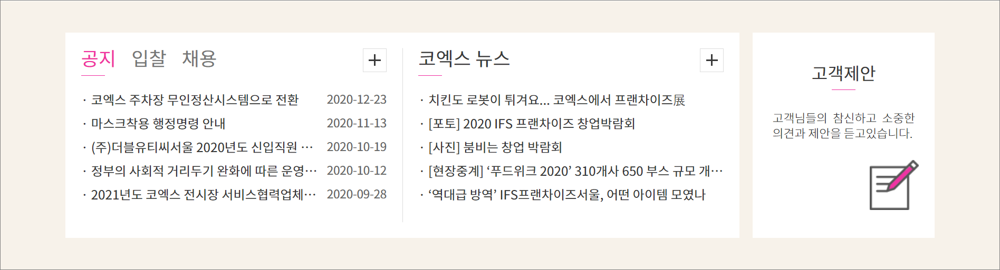 공지 입찰 채용
· 코엑스 주차장 무인정산시스템으로 전환 2020-12-23
· 마스크착용 행정명령 안내 2020-11-13
· (주)더블유티씨서울 2020년도 신입직원 … 2020-10-19
· 정부의 사회적 거리두기 완화에 따른 운영… 2020-10-12
· 2021년도 코엑스 전시장 서비스협력업체… 2020-09-28
코엑스 뉴스
· 치킨도 로봇이 튀겨요... 코엑스에서 프랜차이즈展
· [포토] 2020 IFS 프랜차이즈 창업박람회
· [사진] 붐비는 창업 박람회
· [현장중계] ‘푸드위크 2020’ 310개사 650 부스 규모 개…
· ‘역대급 방역’ IFS프랜차이즈서울, 어떤 아이템 모였나
고객제안
고객님들의 참신하고 소중한
의견과 제안을 듣고있습니다.